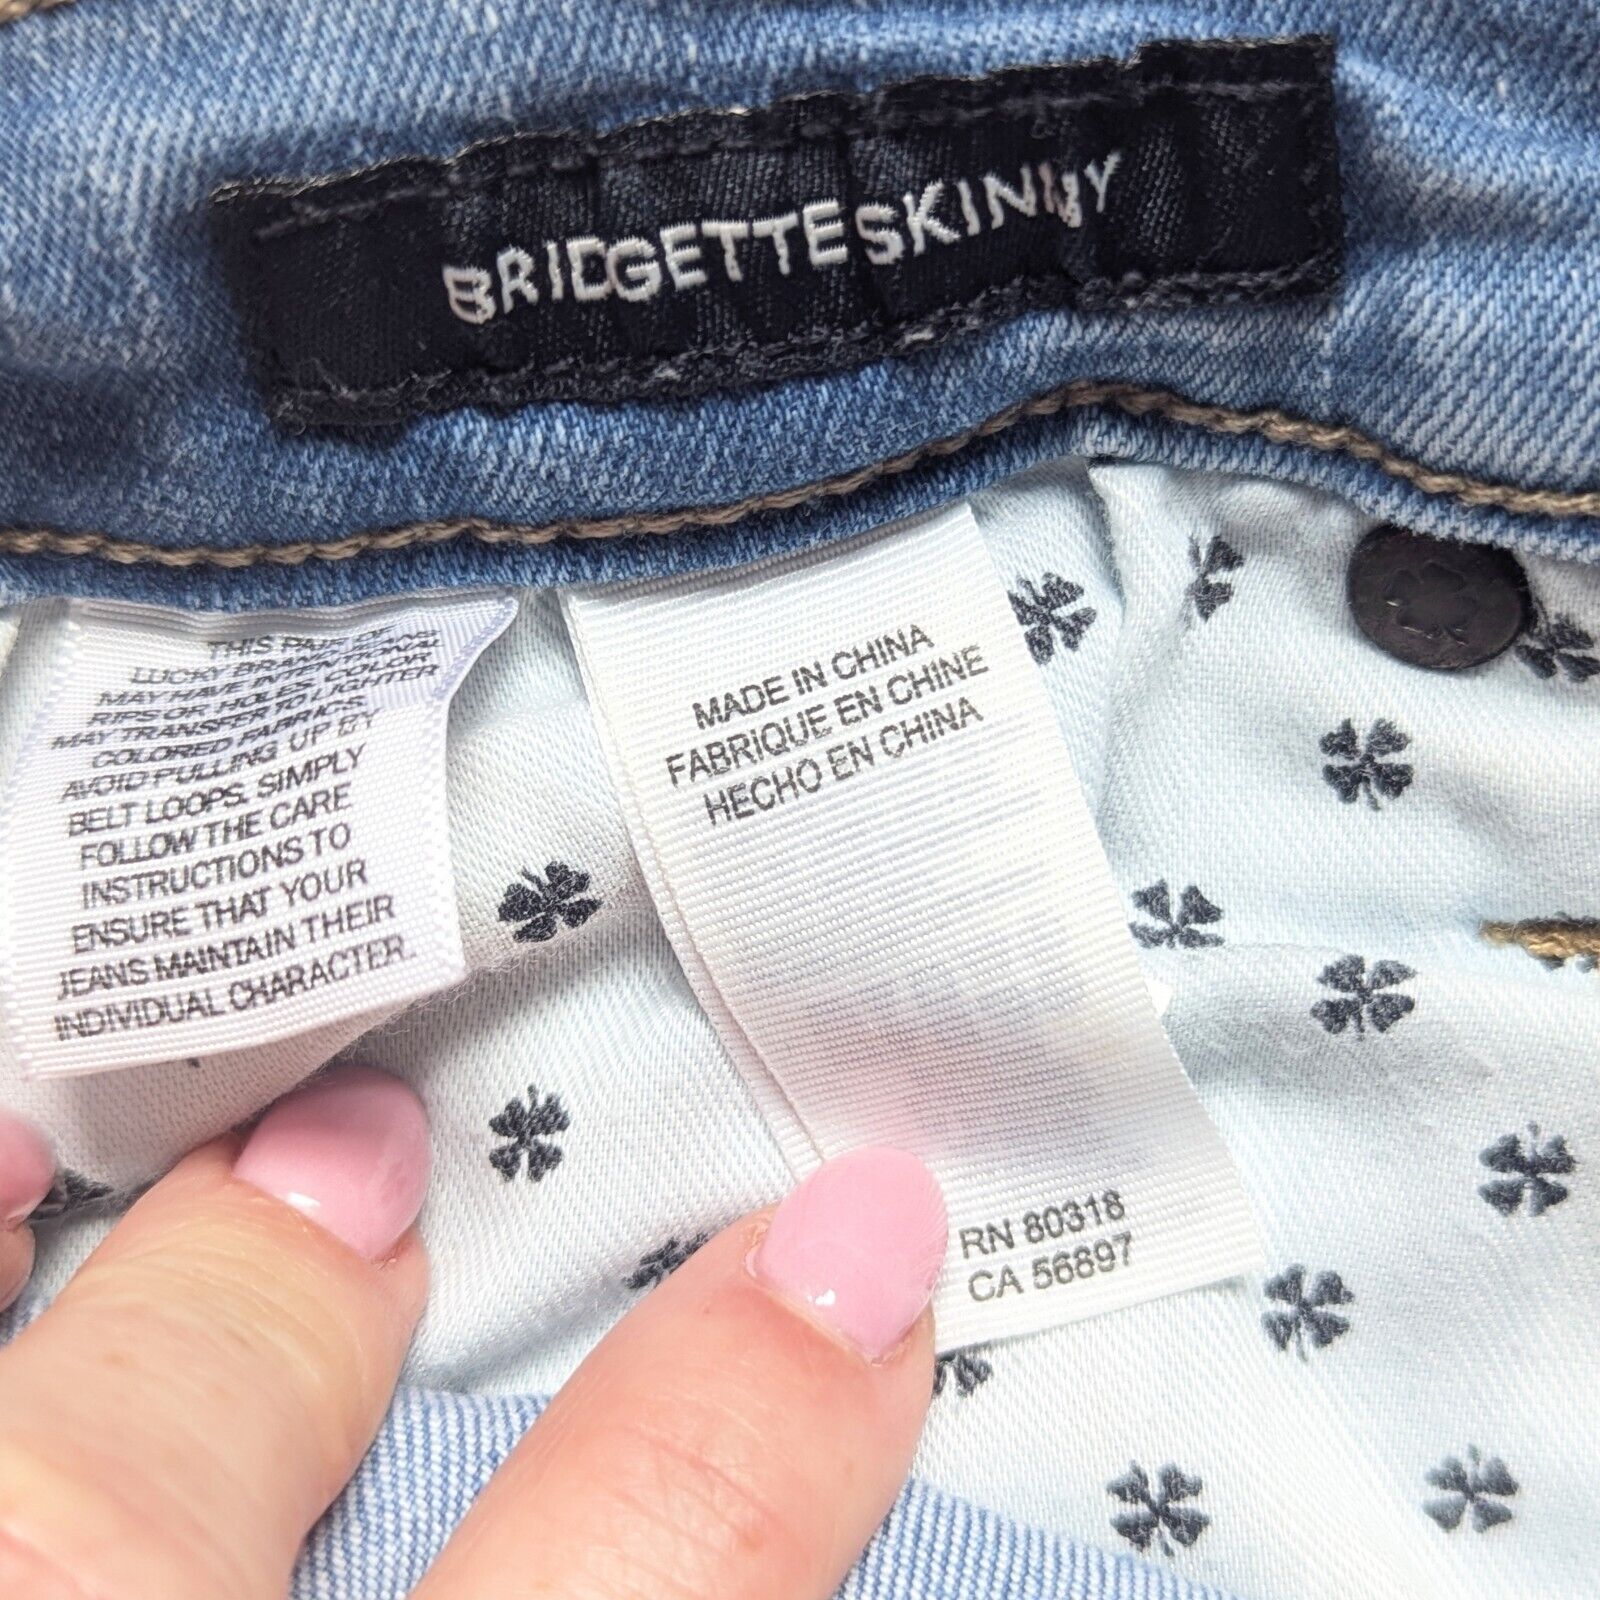 BRIDGETTE SKINNY
THIS PAIR OF
LUCKY BRAND JEANS
MAY HAVE INTENTIONAL
RIPS OR HOLES. COLOR
MAY TRANSFER TO LIGHTER
COLORED FABRICS.
AVOID PULLING UP BY
BELT LOOPS. SIMPLY
FOLLOW THE CARE
INSTRUCTIONS TO
ENSURE THAT YOUR
JEANS MAINTAIN THEIR
INDIVIDUAL CHARACTER.
MADE IN CHINA
FABRIQUE EN CHINE
HECHO EN CHINA
RN 80318
CA 56897